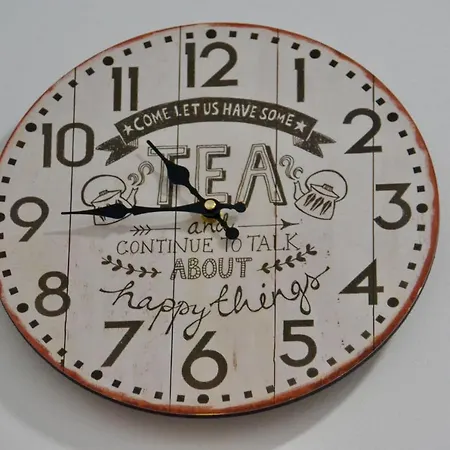 12
11 1
COME LET US HAVE SOME
10 2
TEA
9 3
and
CONTINUE TO TALK
ABOUT
8 4
happy things
7 5
6